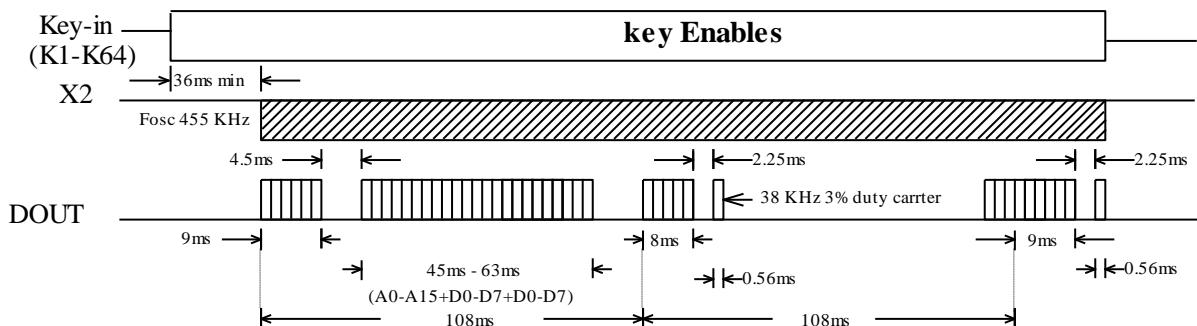 Key-in
(K1-K64)
key Enables
36ms min
X2
Fosc 455 KHz
4.5ms
2.25ms
2.25ms
38 KHz 3% duty carrter
DOUT
9ms
8ms
9ms
45ms - 63ms
0.56ms
0.56ms
(A0-A15+D0-D7+D0-D7)
108ms
108ms